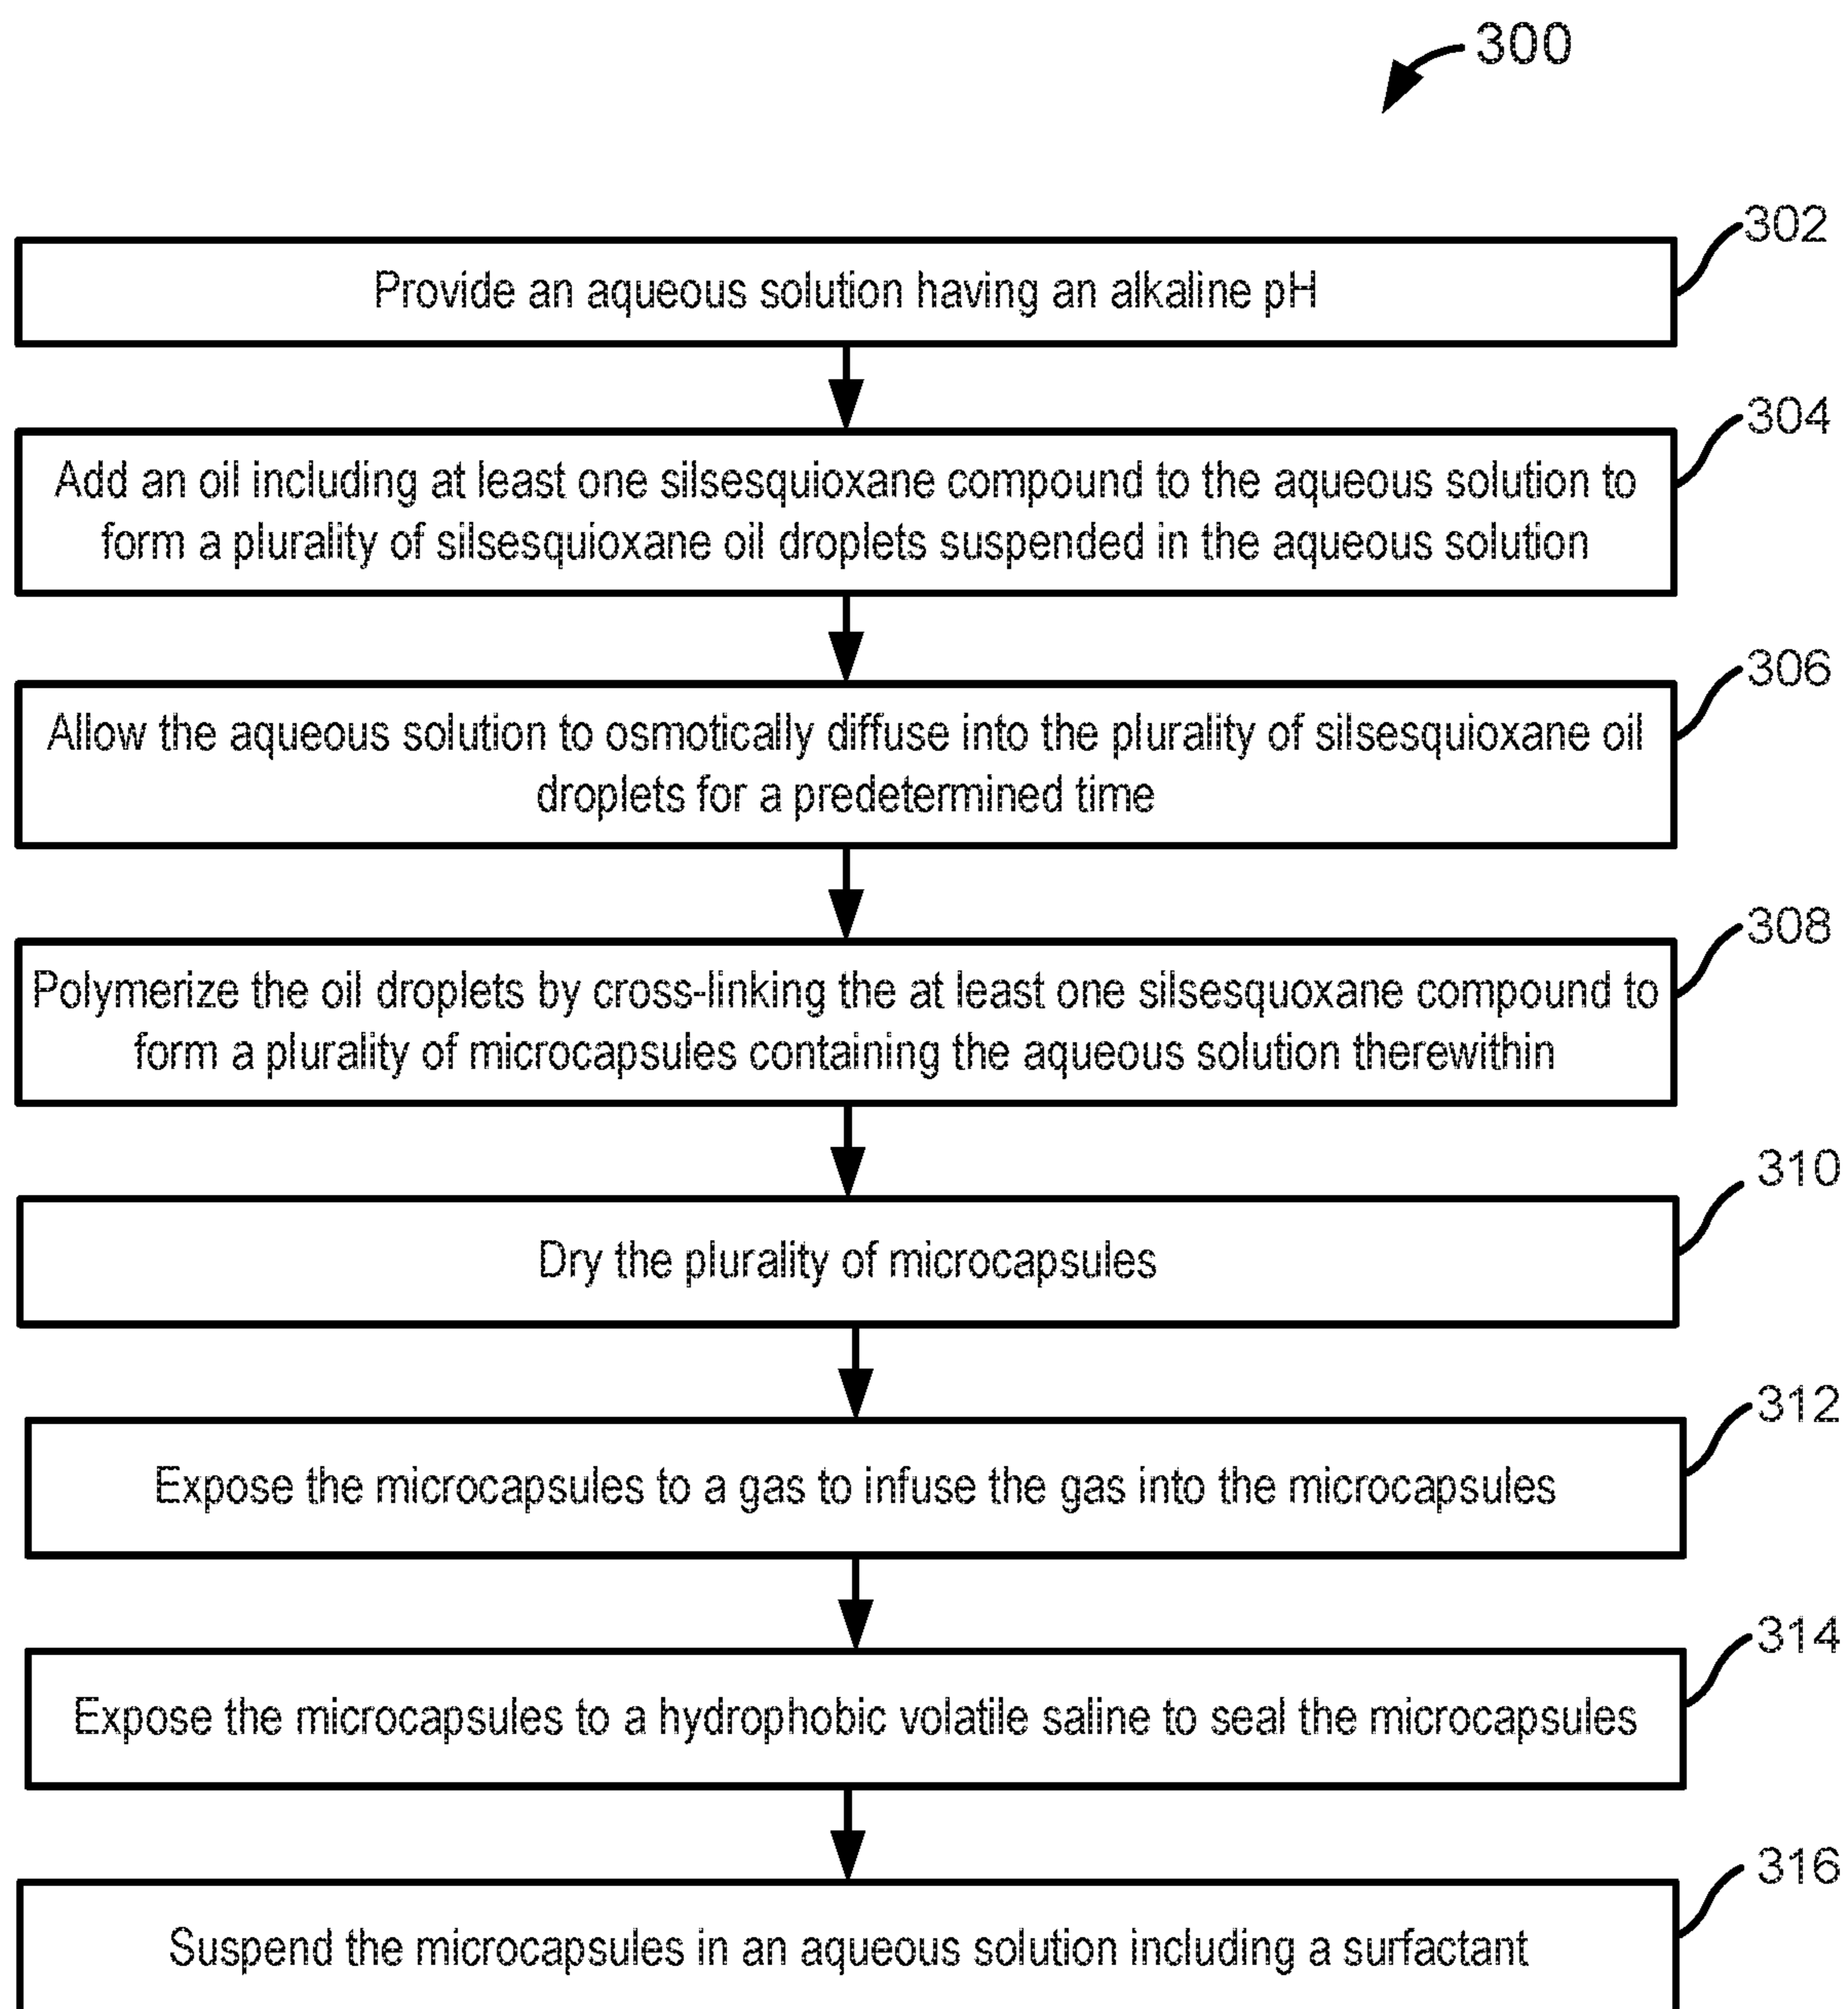 300
302
Provide an aqueous solution having an alkaline pH
304
Add an oil including at least one silsesquioxane compound to the aqueous solution to
form a plurality of silsesquioxane oil droplets suspended in the aqueous solution
306
Allow the aqueous solution to osmotically diffuse into the plurality of silsesquioxane oil
droplets for a predetermined time
308
Polymerize the oil droplets by cross-linking the at least one silsesquoxane compound to
form a plurality of microcapsules containing the aqueous solution therewithin
310
Dry the plurality of microcapsules
312
Expose the microcapsules to a gas to infuse the gas into the microcapsules
314
Expose the microcapsules to a hydrophobic volatile saline to seal the microcapsules
316
Suspend the microcapsules in an aqueous solution including a surfactant